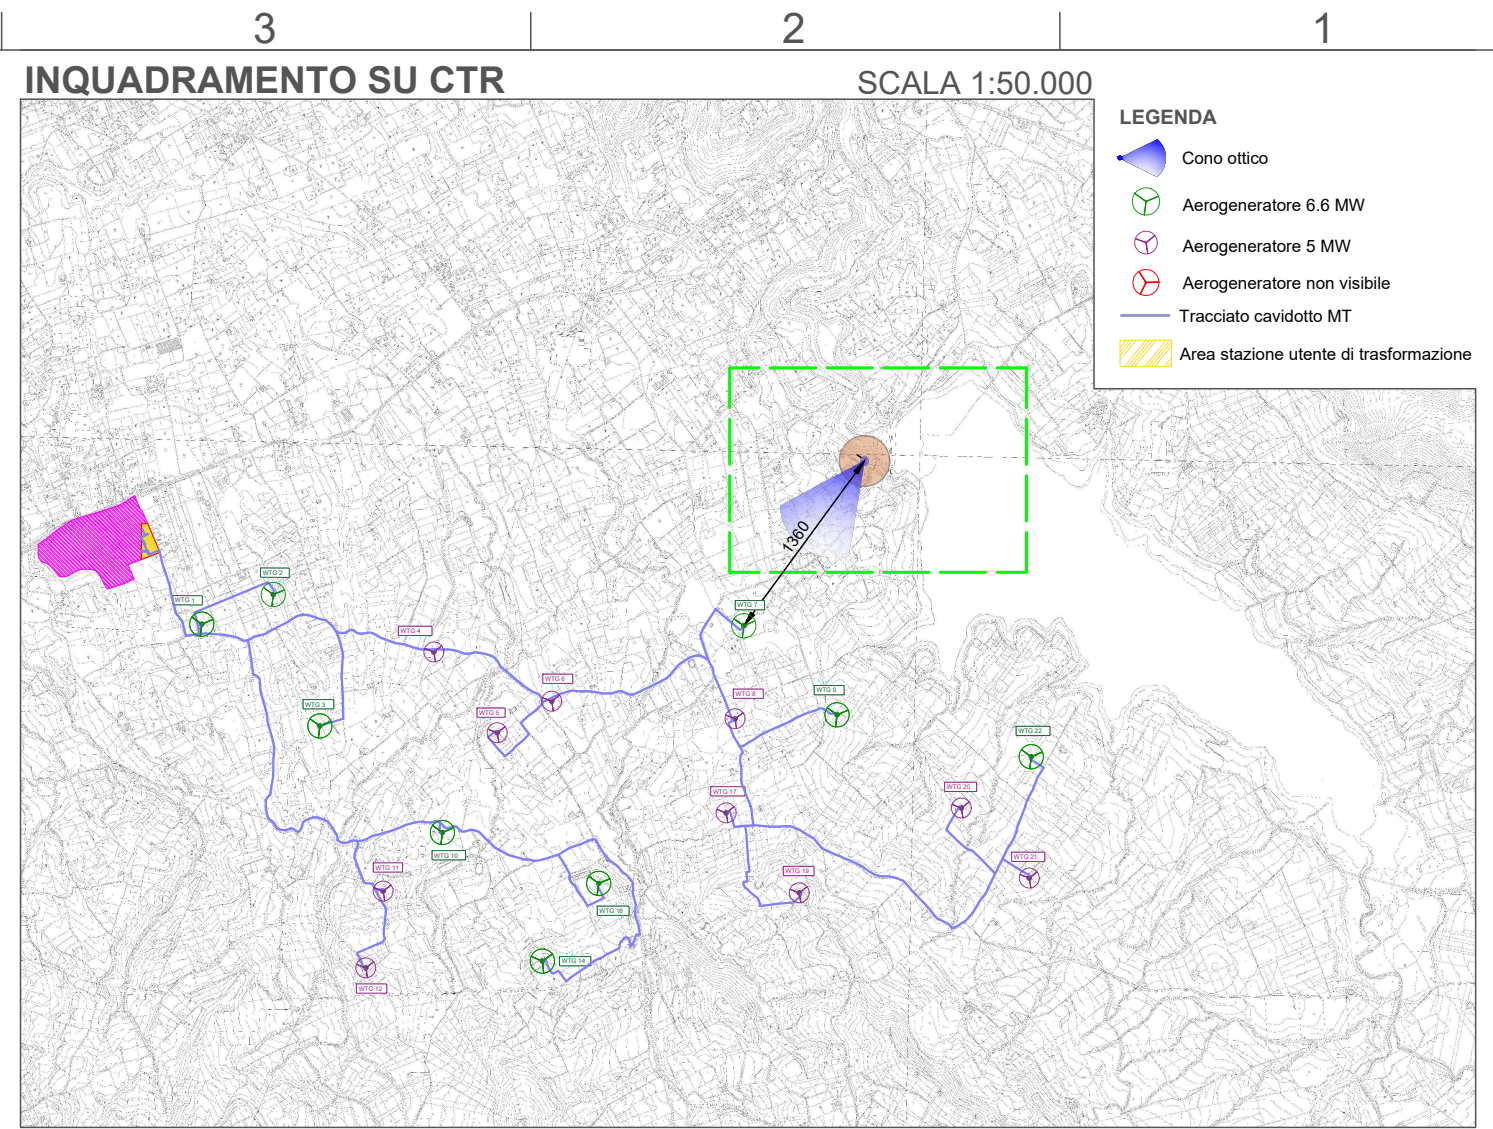 3 2 1
INQUADRAMENTO SU CTR
SCALA 1:50.000
LEGENDA
Cono ottico
Aerogeneratore 6.6 MW
Aerogeneratore 5 MW
Aerogeneratore non visibile
Tracciato cavidotto MT
Area stazione utente di trasformazione
1360
WTG 2
WTG 1
WTG 7
WTG 4
WTG 6
WTG 9
WTG 8
WTG 3
WTG 5
WTG 22
WTG 20
WTG 17
WTG 10
WTG 21
WTG 11
WTG 19
WTG 16
WTG 14
WTG 12